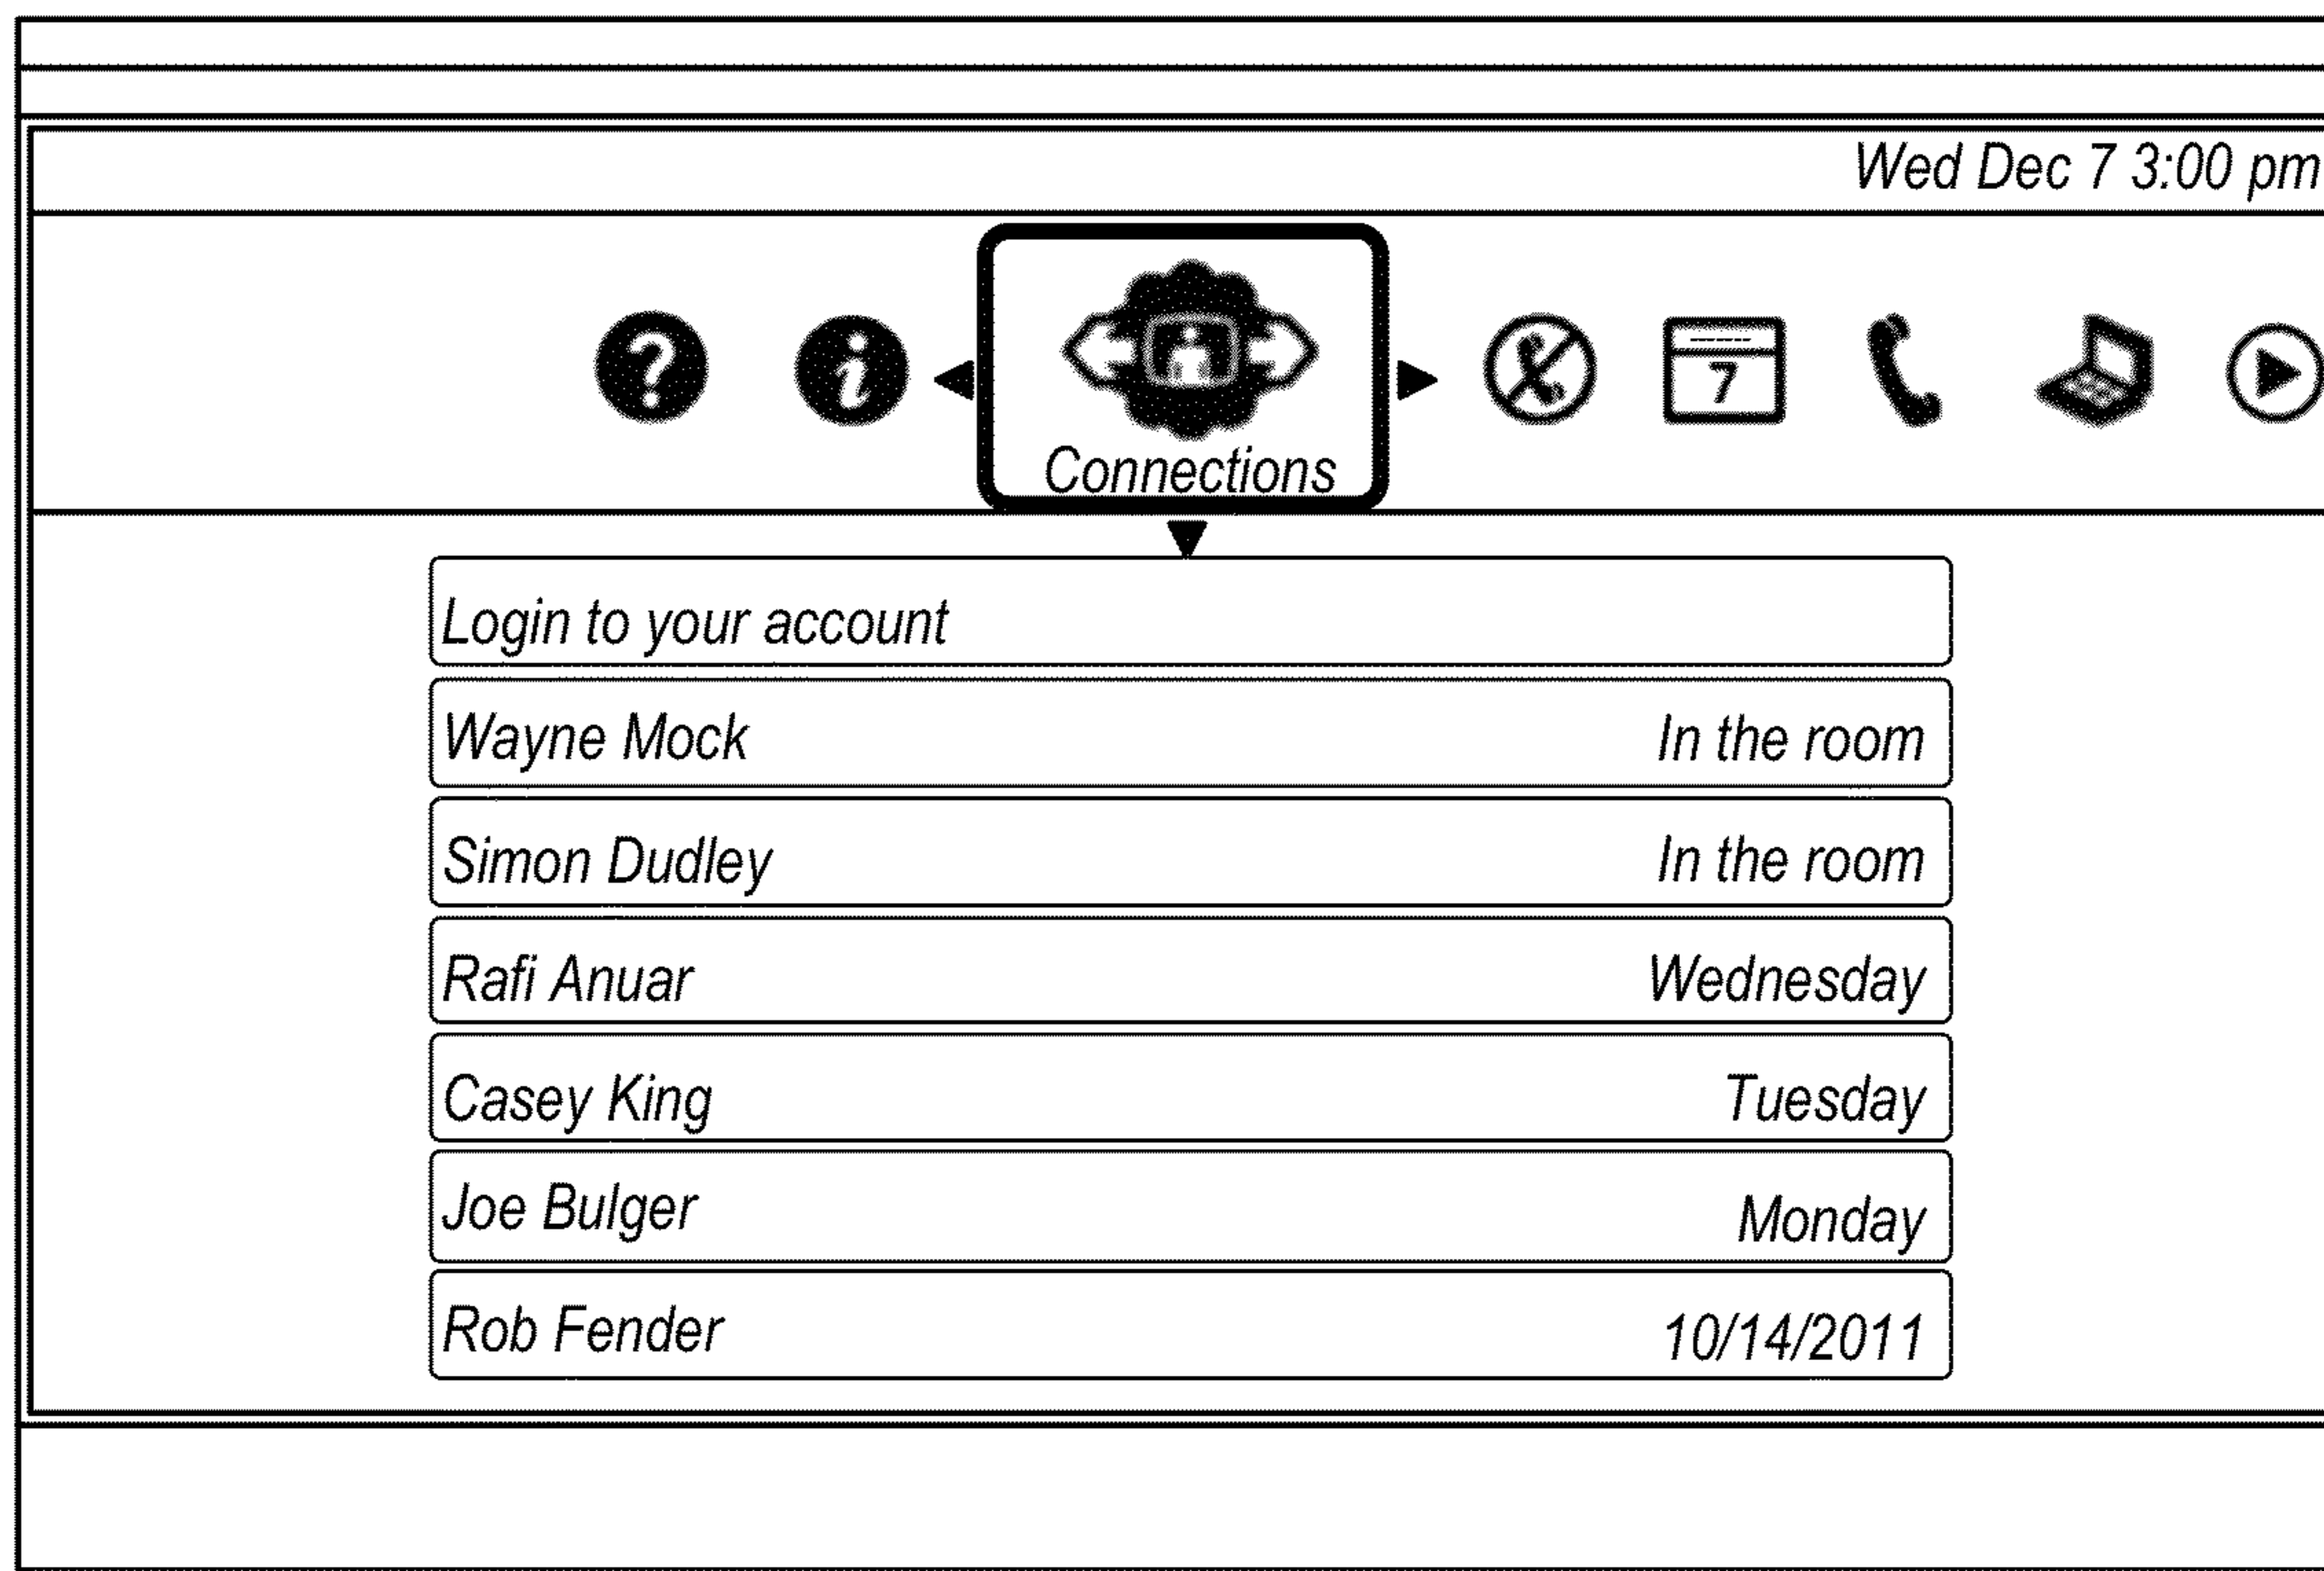 Wed Dec 7 3:00 pm
? i 7
Connections
Login to your account
Wayne Mock In the room
Simon Dudley In the room
Rafi Anuar Wednesday
Casey King Tuesday
Joe Bulger Monday
Rob Fender 10/14/2011